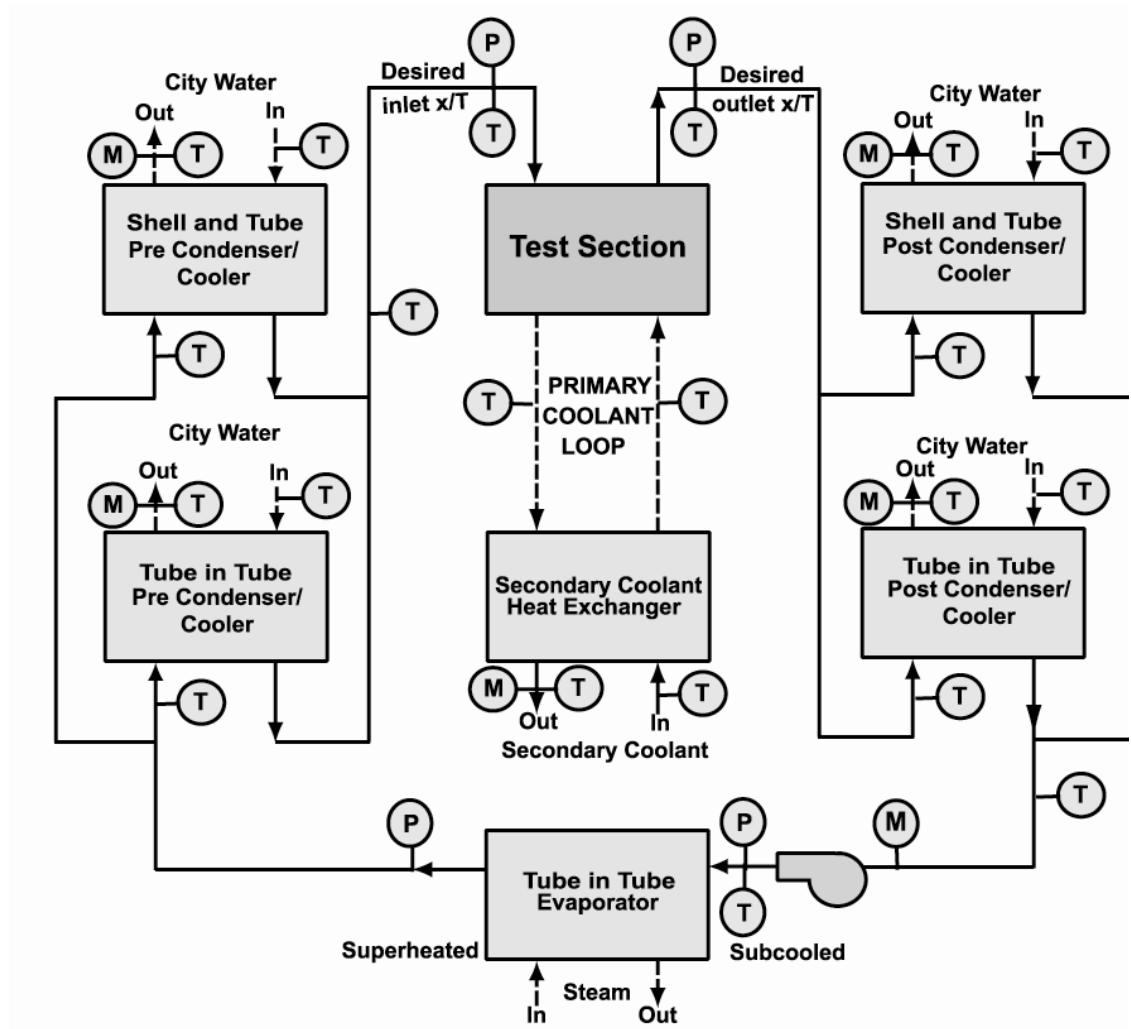 P
P
Desired
inlet x/T
Desired
outlet x/T
T
T
City Water
Out
In
M
T
T
City Water
Out
In
M
T
T
Shell and Tube
Pre Condenser/
Cooler
Test Section
Shell and Tube
Post Condenser/
Cooler
T
T
T
T
PRIMARY
COOLANT
LOOP
T
T
City Water
Out
In
M
T
T
City Water
Out
In
M
T
T
Tube in Tube
Pre Condenser/
Cooler
Secondary Coolant
Heat Exchanger
Tube in Tube
Post Condenser/
Cooler
T
M
T
T
T
Out
In
Secondary Coolant
T
P
P
M
Tube in Tube
Evaporator
T
Superheated
Subcooled
Steam
In
Out